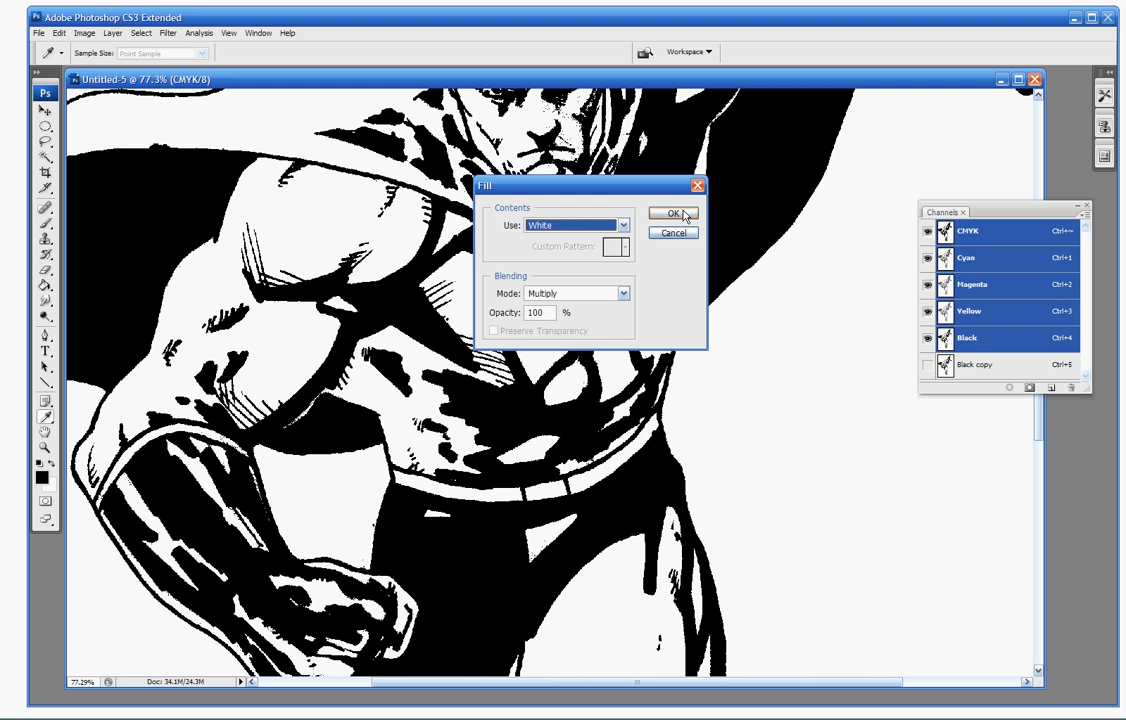 Adobe Photoshop CS3 Extended
File Edit Image Layer Select Filter Analysis View Window Help
Sample Size: Point Sample
Workspace
Ps
Untitled-5 @ 77.3% (CMYK/8)
Fill
Contents
Use: White
Custom Pattern:
OK
Cancel
Blending
Mode: Multiply
Opacity: 100 %
Preserve Transparency
Channels x
CMYK Ctrl+~
Cyan Ctrl+1
Magenta Ctrl+2
Yellow Ctrl+3
Black Ctrl+4
Black copy Ctrl+5
T
77.29%
Doc: 34.1M/24.3M